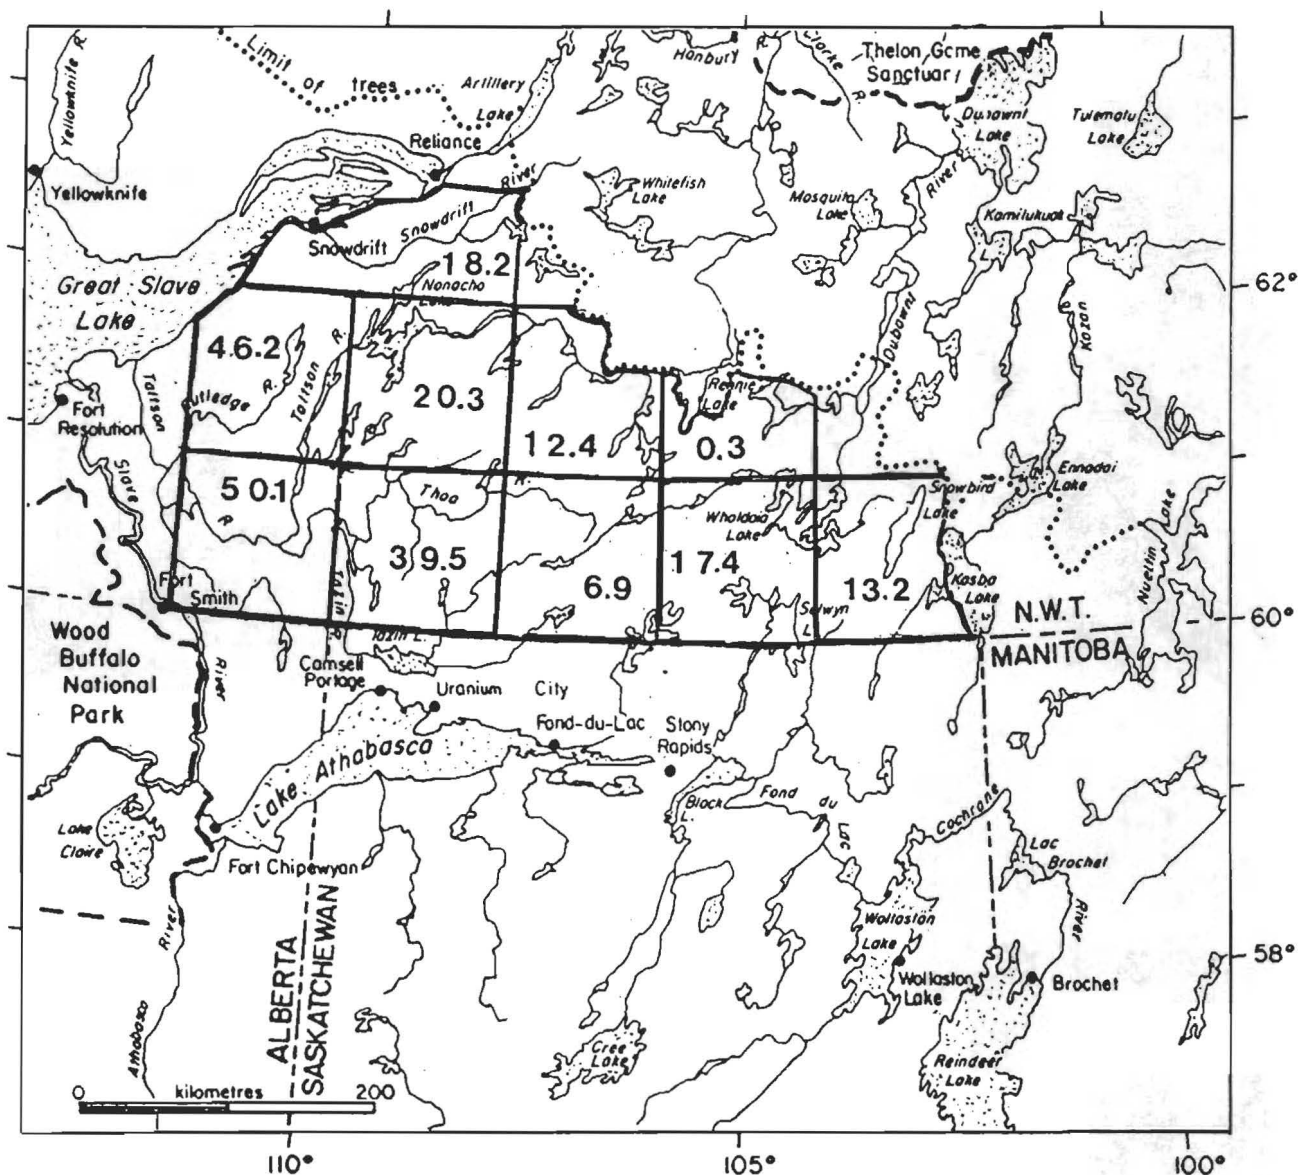 Yellowknife R.
Limit
of trees
Artillery
Lake
Hanbury
R.
Clarke
R.
Thelon Game
Sanctuary
Dubawnt
Lake
Tulemalu
Lake
Reliance
Yellowknife
River
Whitefish
Lake
Mosquito
Lake
River
Kamilukuak
L.
Snowdrift
Snowdrift
18.2
Nonacho
Great Slave
Lake
62°
Dubawnt
Kazan
R.
46.2
R.
R.
Taltson
Taltson
Rutledge
20.3
Rennie
Lake
Fort
Resolution
12.4
0.3
Slave
50.1
R.
Thoa
R.
Snowbird
Lake
Ennadai
Lake
Wholdaia
Lake
Nueltin Lake
39.5
6.9
17.4
13.2
Kasba
Lake
Fort
Smith
Tazin
R.
Selwyn
L.
N.W.T.
60°
MANITOBA
Tazin L.
Wood
Buffalo
National
Park
River
Camsell
Portage
Uranium City
Fond-du-Lac
Stony
Rapids
Lake Athabasca
Black
L.
Fond du
Lac
Cochrane
Lake
Claire
Fort Chipewyan
Lac
Brochet
River
River
Wollaston
Lake
Wollaston
Lake
Brochet
58°
ALBERTA
SASKATCHEWAN
Athabasca
Cree
Lake
Reindeer
Lake
0 kilometres 200
110°
105°
100°